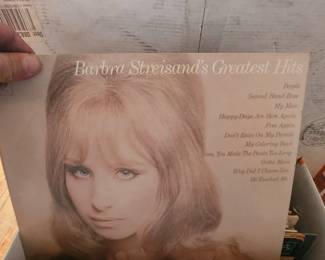 Barbra Streisand's Greatest Hits
People
Second Hand Rose
My Man
Happy Days Are Here Again
Free Again
Don't Rain On My Parade
My Coloring Book
Sam, You Made The Pants Too Long
Gotta Move
Why Did I Choose You
He Touched Me